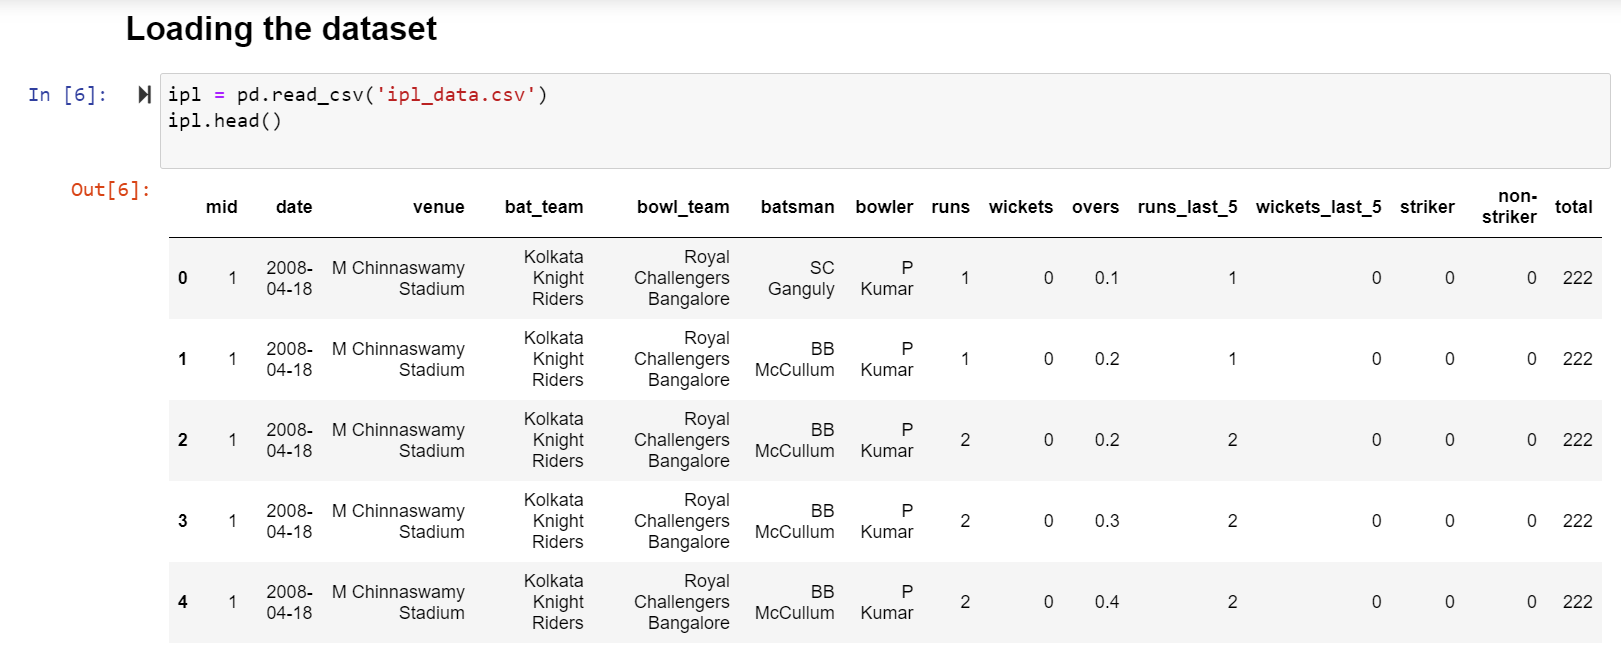 Loading the dataset
In [6]: ipl = pd.read_csv('ipl_data.csv')
ipl.head()
Out[6]:
mid date venue bat_team bowl_team batsman bowler runs wickets overs runs_last_5 wickets_last_5 striker non-striker total
0 1 2008-04-18 M Chinnaswamy Stadium Kolkata Knight Riders Royal Challengers Bangalore SC Ganguly P Kumar 1 0 0.1 1 0 0 0 222
1 1 2008-04-18 M Chinnaswamy Stadium Kolkata Knight Riders Royal Challengers Bangalore BB McCullum P Kumar 1 0 0.2 1 0 0 0 222
2 1 2008-04-18 M Chinnaswamy Stadium Kolkata Knight Riders Royal Challengers Bangalore BB McCullum P Kumar 2 0 0.2 2 0 0 0 222
3 1 2008-04-18 M Chinnaswamy Stadium Kolkata Knight Riders Royal Challengers Bangalore BB McCullum P Kumar 2 0 0.3 2 0 0 0 222
4 1 2008-04-18 M Chinnaswamy Stadium Kolkata Knight Riders Royal Challengers Bangalore BB McCullum P Kumar 2 0 0.4 2 0 0 0 222